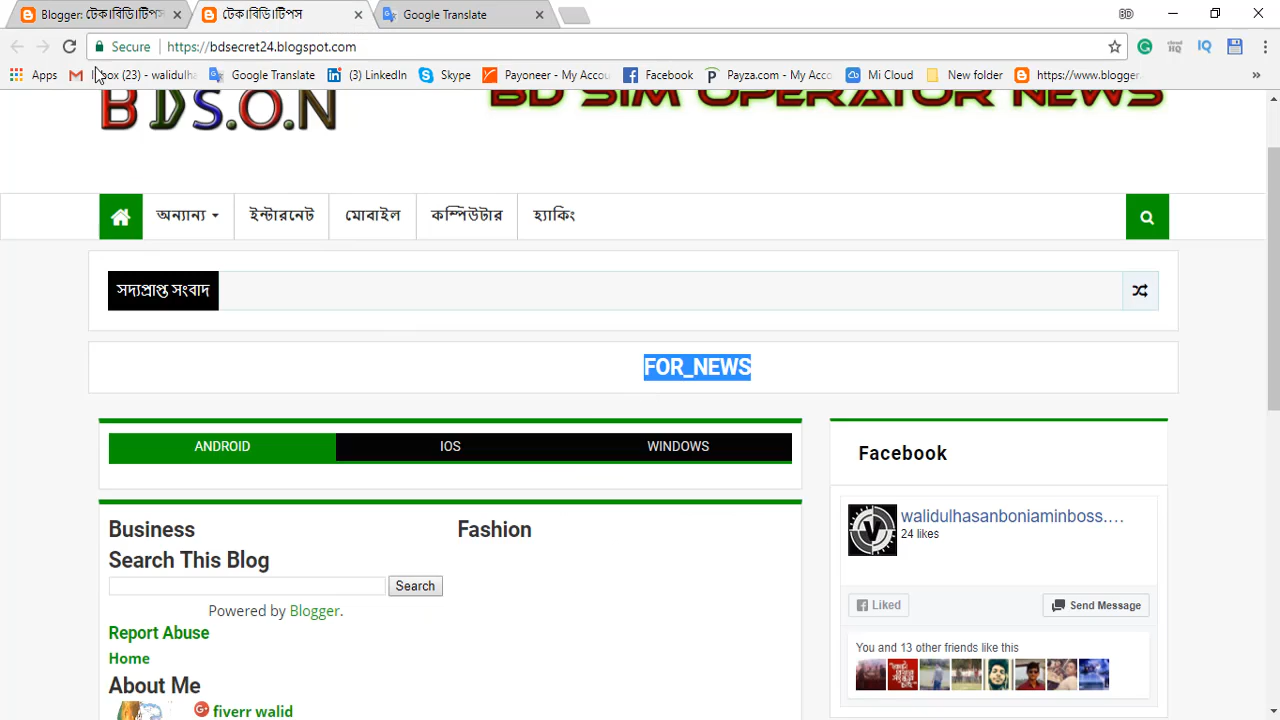 Blogger: টেক।বিডি।টিপস
টেক।বিডি।টিপস
Google Translate
BD
Secure
https://bdsecret24.blogspot.com
Apps
Inbox (23) - walidulha
Google Translate
(3) LinkedIn
Skype
Payoneer - My Accou
Facebook
Payza.com - My Acco
Mi Cloud
New folder
https://www.blogger.
»
B D S.O.N
BD SIM OPERATOR NEWS
অন্যান্য
ইন্টারনেট
মোবাইল
কম্পিউটার
হ্যাকিং
সদ্যপ্রাপ্ত সংবাদ
FOR_NEWS
ANDROID
IOS
WINDOWS
Facebook
walidulhasanboniaminboss....
24 likes
Business
Fashion
Search This Blog
Search
Powered by Blogger.
Liked
Send Message
Report Abuse
You and 13 other friends like this
Home
About Me
fiverr walid